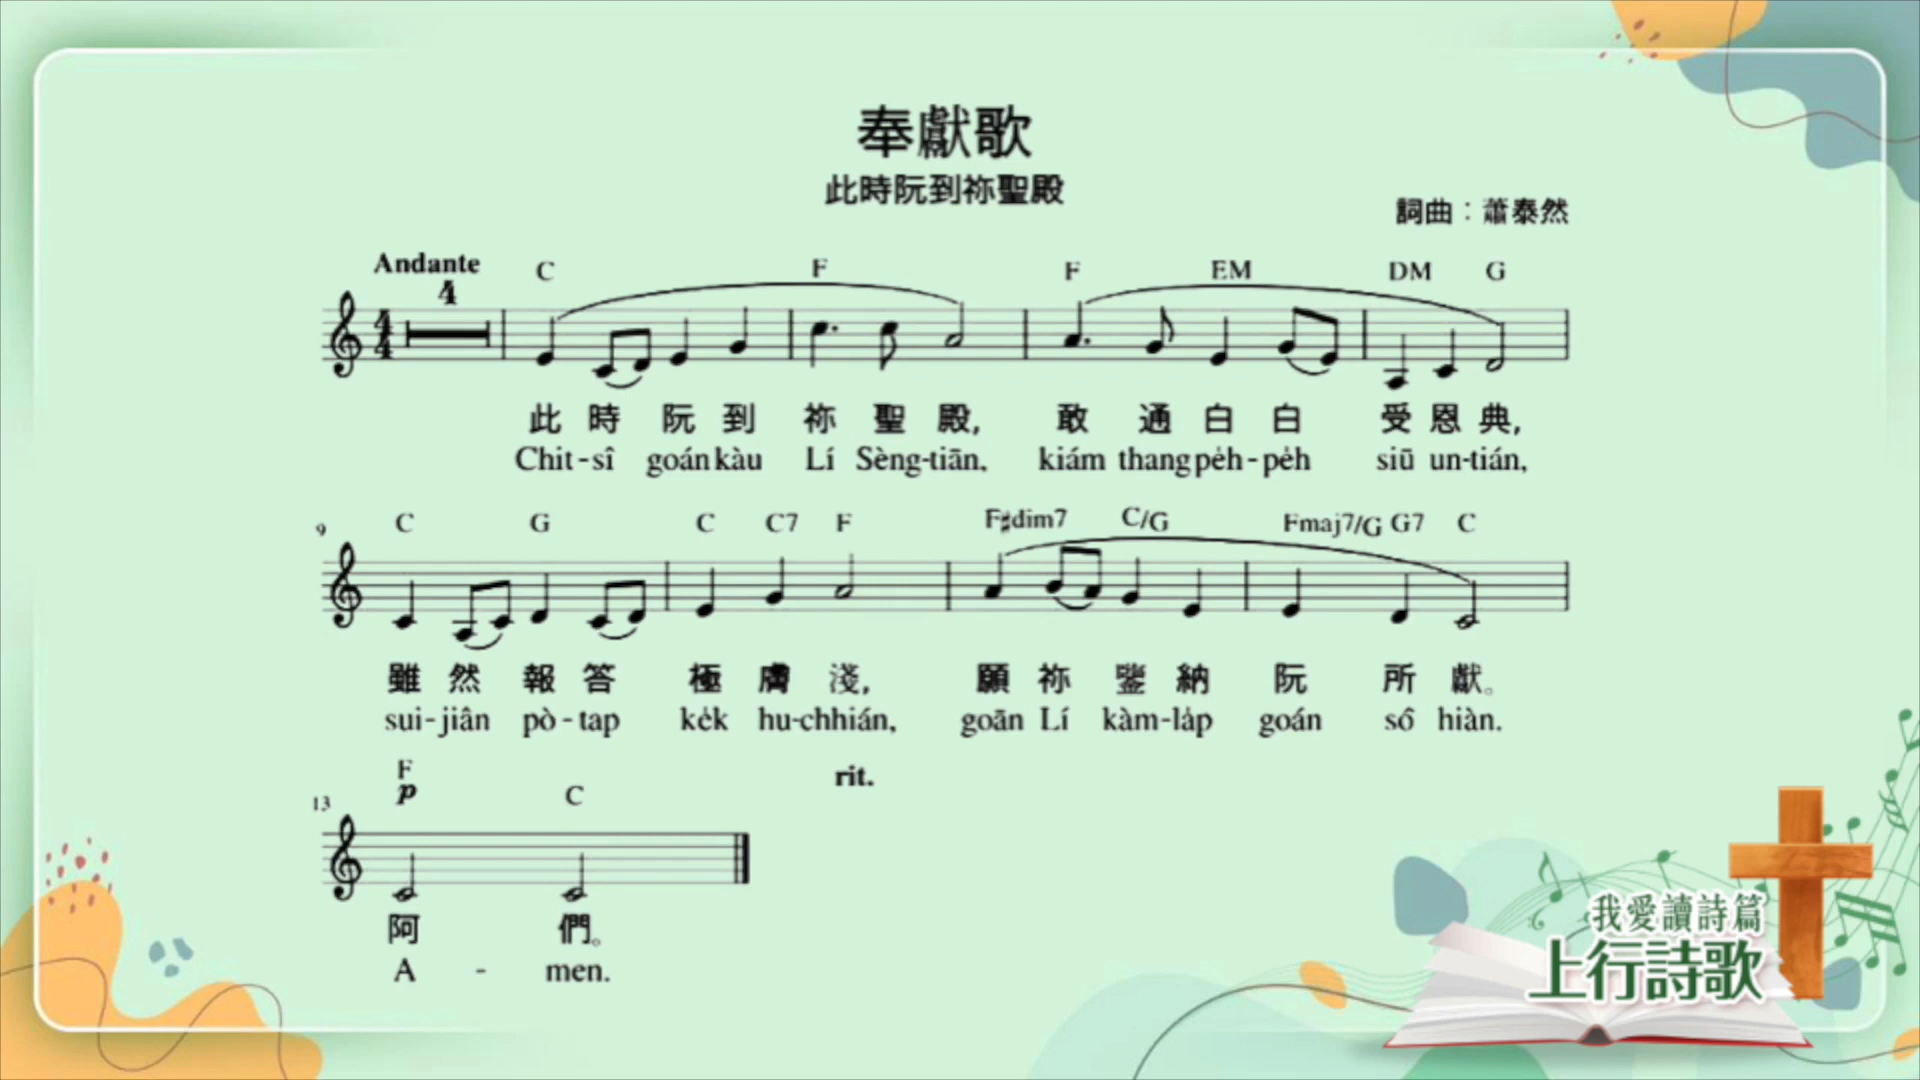 奉獻歌
此時阮到祢聖殿
詞曲：蕭泰然
Andante
4
C F F EM DM G
4
4
此 時 阮 到 祢 聖 殿, 敢 通 白 白 受 恩 典,
Chit-sî goán kàu Lí Sèng-tiān, kiám thang pe̍h-pe̍h siū un-tián,
9
C G C C7 F F♯dim7 C/G Fmaj7/G G7 C
雖 然 報 答 極 膚 淺, 願 祢 鑒 納 阮 所 獻。
sui-jiân pò-tap ke̍k hu-chhián, goān Lí kàm-la̍p goán só͘ hiàn.
F rit.
p
13
C
阿 們。
A - men.
我愛讀詩篇
上行詩歌